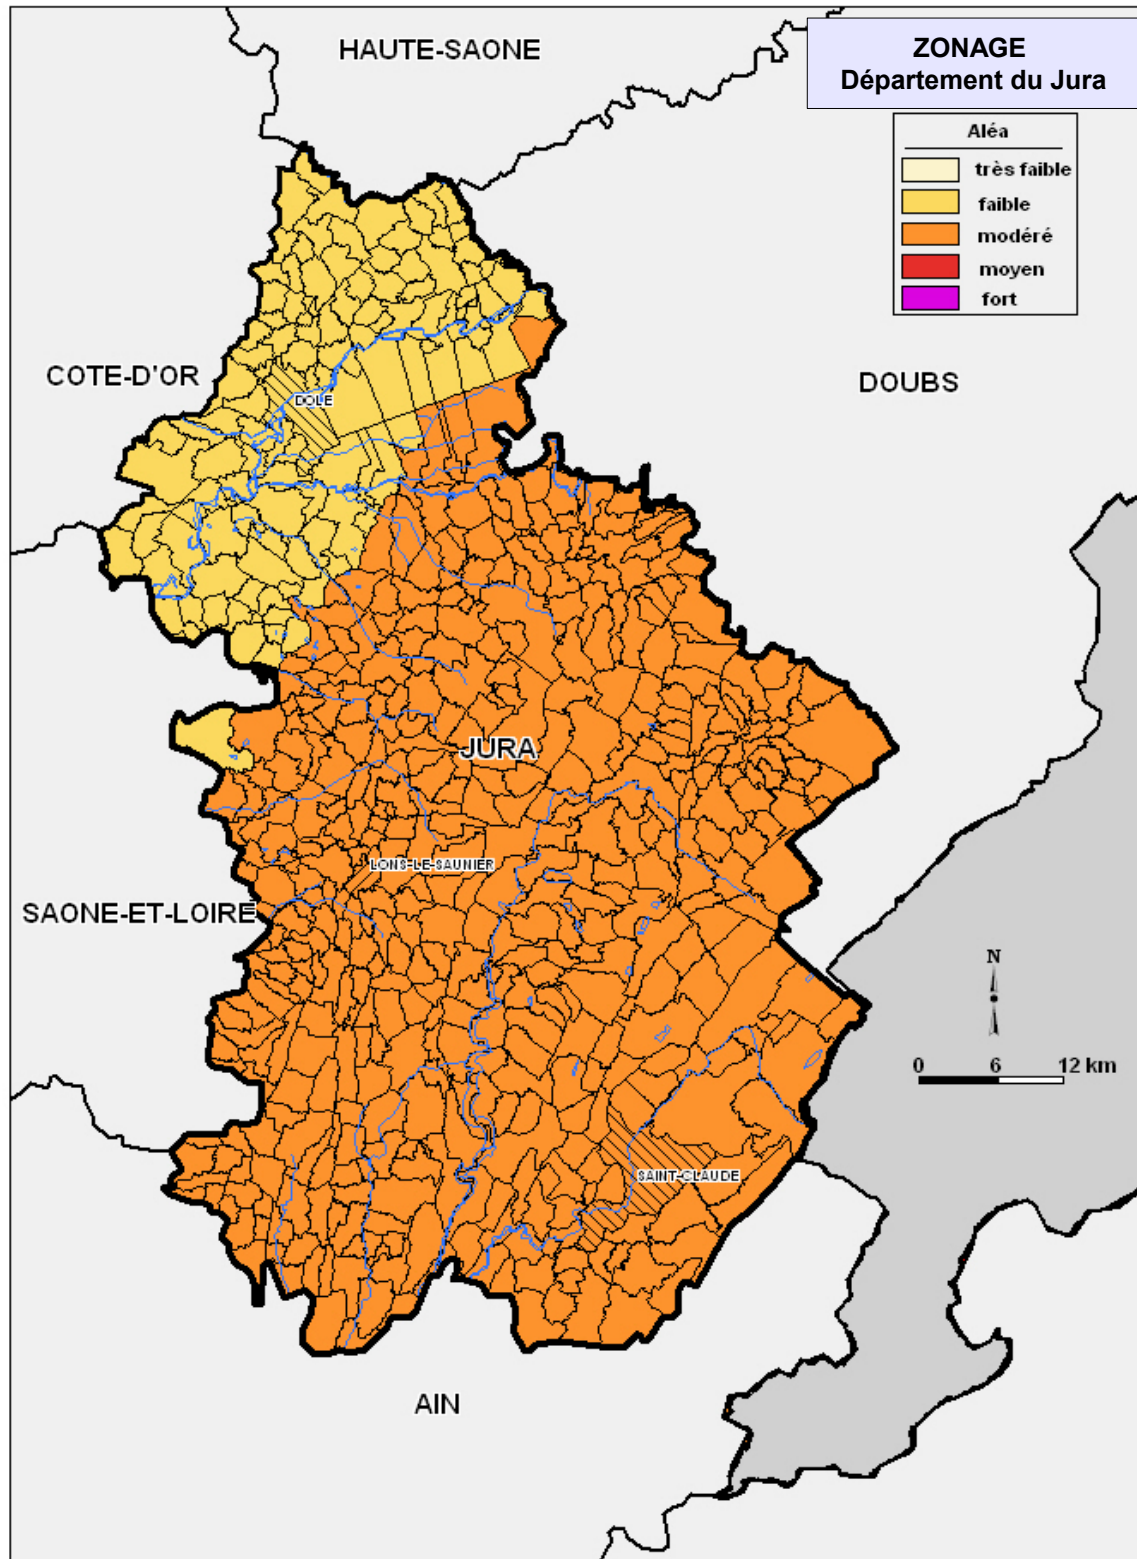 HAUTE-SAONE
ZONAGE
Département du Jura
Aléa
très faible
faible
modéré
moyen
fort
COTE-D'OR
DOUBS
DOLE
JURA
LONS-LE-SAUNIER
SAONE-ET-LOIRE
N
0 6 12 km
SAINT-CLAUDE
AIN